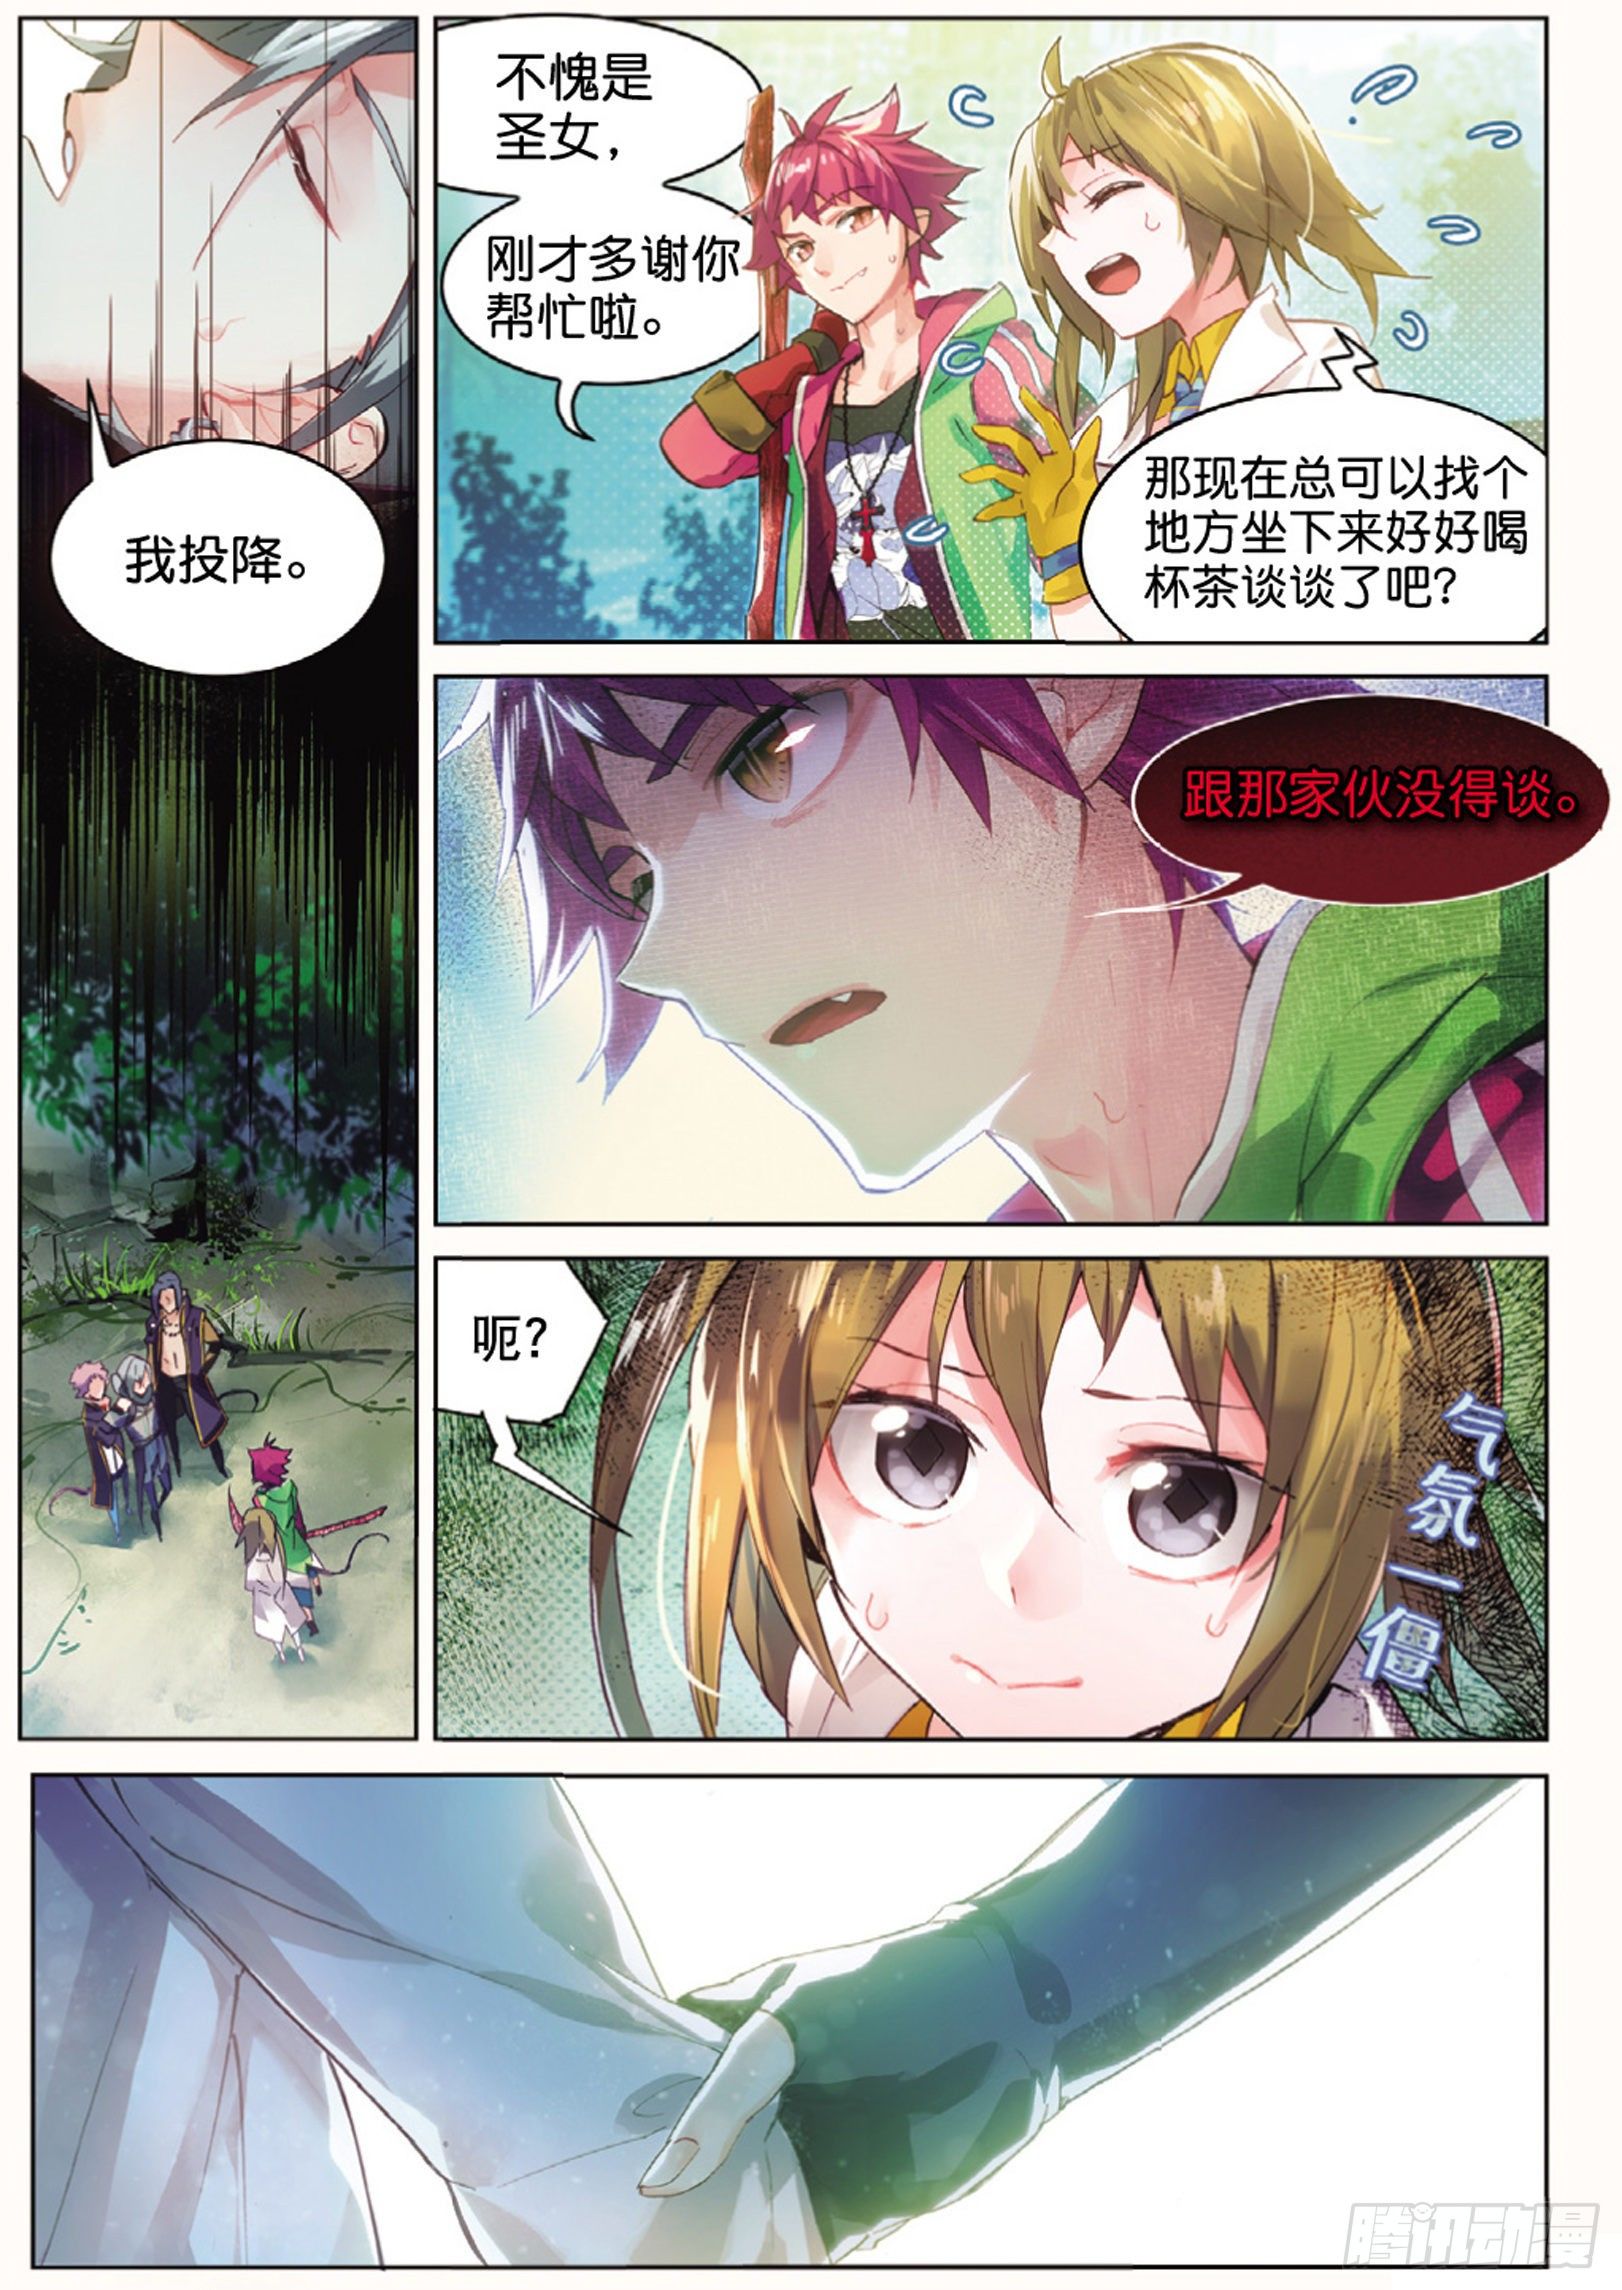 我投降。
不愧是
圣女，
刚才多谢你
帮忙啦。
那现在总可以找个
地方坐下来好好喝
杯茶谈谈了吧？
跟那家伙没得谈。
呃？
气氛一僵
腾讯动漫